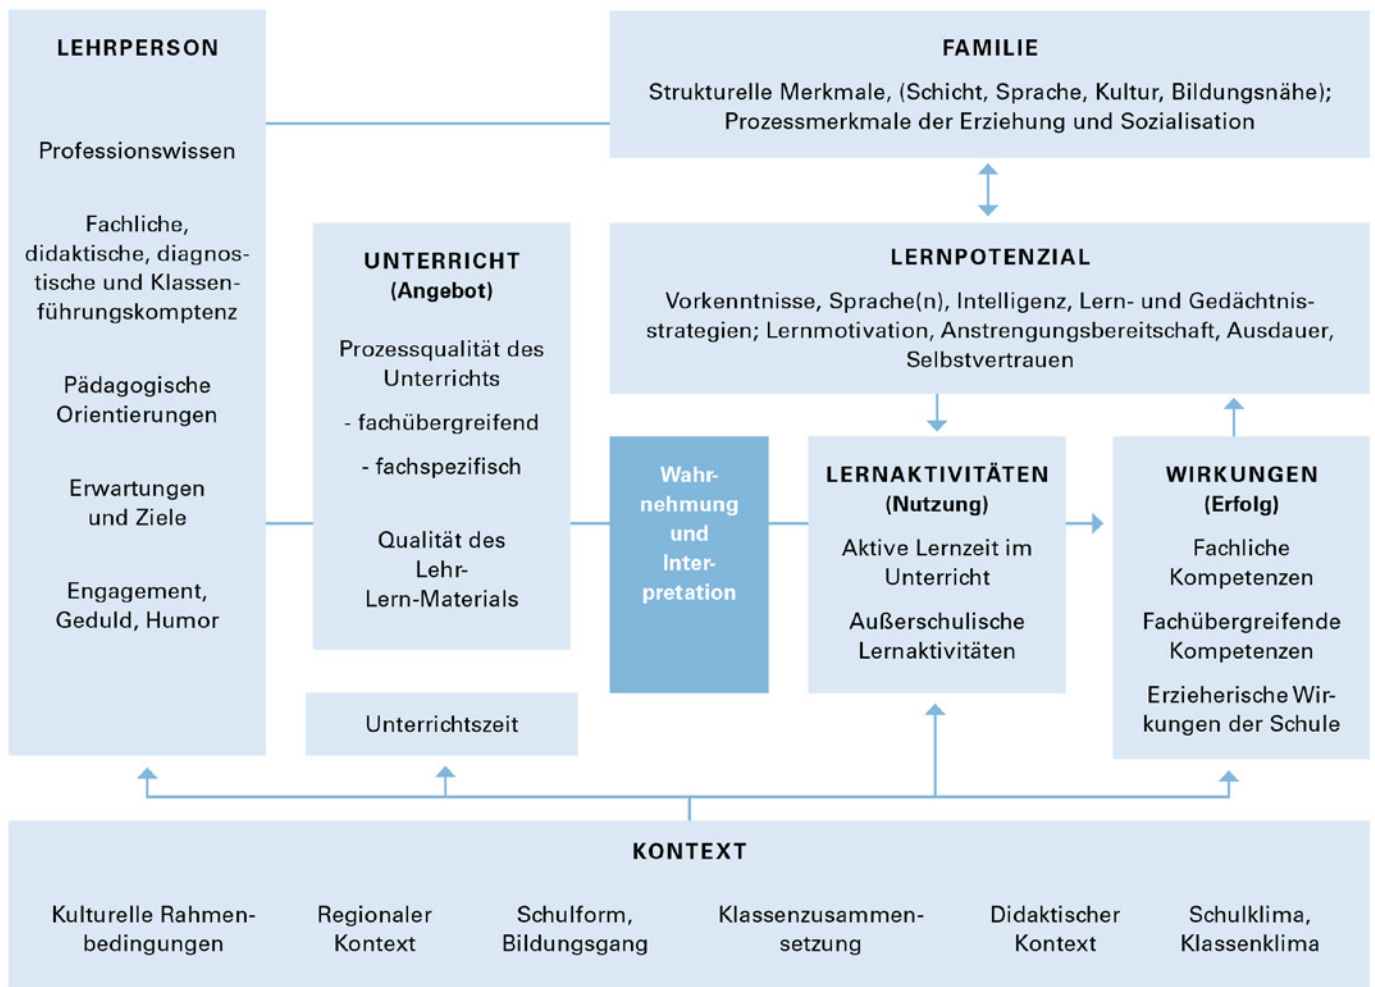 LEHRPERSON
Professionswissen
Fachliche,
didaktische, diagnos-
tische und Klassen-
führungskomptenz
Pädagogische
Orientierungen
Erwartungen
und Ziele
Engagement,
Geduld, Humor
FAMILIE
Strukturelle Merkmale, (Schicht, Sprache, Kultur, Bildungsnähe);
Prozessmerkmale der Erziehung und Sozialisation
UNTERRICHT
(Angebot)
Prozessqualität des
Unterrichts
- fachübergreifend
- fachspezifisch
Qualität des
Lehr-
Lern-Materials
Unterrichtszeit
LERNPOTENZIAL
Vorkenntnisse, Sprache(n), Intelligenz, Lern- und Gedächtnis-
strategien; Lernmotivation, Anstrengungsbereitschaft, Ausdauer,
Selbstvertrauen
Wahr-
nehmung
und
Inter-
pretation
LERNAKTIVITÄTEN
(Nutzung)
Aktive Lernzeit im
Unterricht
Außerschulische
Lernaktivitäten
WIRKUNGEN
(Erfolg)
Fachliche
Kompetenzen
Fachübergreifende
Kompetenzen
Erzieherische Wir-
kungen der Schule
KONTEXT
Kulturelle Rahmen-
bedingungen
Regionaler
Kontext
Schulform,
Bildungsgang
Klassenzusammen-
setzung
Didaktischer
Kontext
Schulklima,
Klassenklima